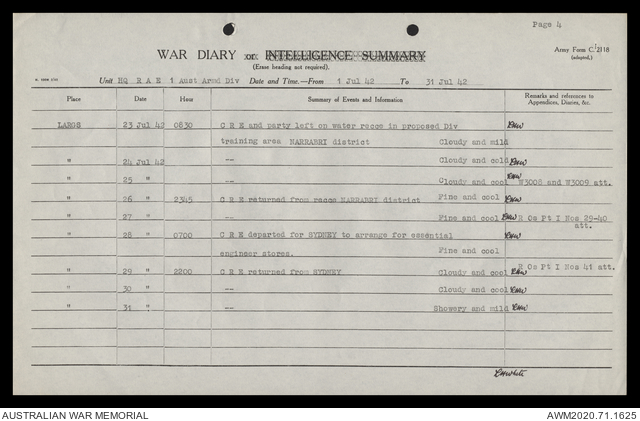 Page 4
WAR DIARY or INTELLIGENCE SUMMARY
Army Form C. 2118
(adapted.)
(Erase heading not required).
Unit HQ R A E 1 Aust Armd Div Date and Time.—From 1 Jul 42 To 31 Jul 42
Place Date Hour Summary of Events and Information Remarks and references to Appendices, Diaries, &c.
LARGS 23 Jul 42 0830 C R E and party left on water recce in proposed Div
training area NARRABRI district Cloudy and mild
" 24 Jul 42 -- Cloudy and cold
" 25 " -- Cloudy and cool W3008 and W3009 att.
" 26 " 2345 C R E returned from recce NARRABRI district Fine and cool
" 27 " -- Fine and cool R Os Pt I Nos 29-40 att.
" 28 " 0700 C R E departed for SYDNEY to arrange for essential
engineer stores. Fine and cool
" 29 " 2200 C R E returned from SYDNEY Cloudy and cool R Os Pt I Nos 41 att.
" 30 " -- Cloudy and cool
" 31 " -- Showery and mild
AUSTRALIAN WAR MEMORIAL AWM2020.71.1625